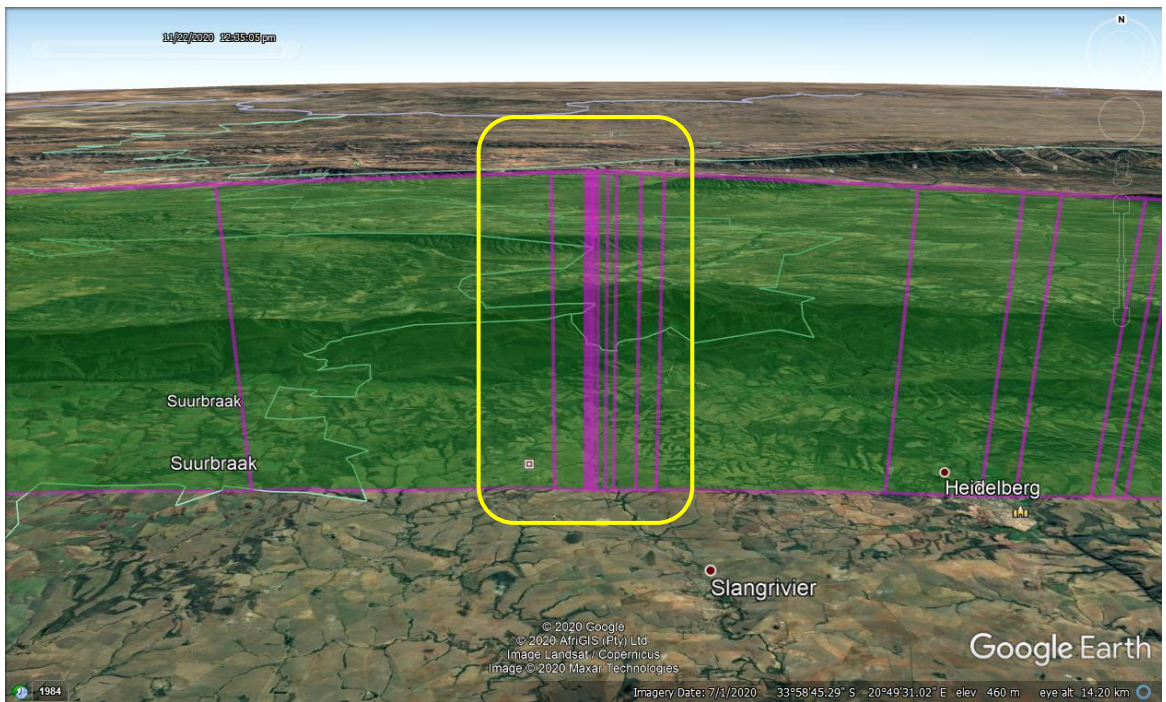 11/22/2020 12:35:05 pm
N
Suurbraak
Suurbraak
Heidelberg
Slangrivier
© 2020 Google
© 2020 AfriGIS (Pty) Ltd.
Image Landsat / Copernicus
Image © 2020 Maxar Technologies
Google Earth
1984
Imagery Date: 7/1/2020 33°58'45.29" S 20°49'31.02" E elev 460 m eye alt 14.20 km